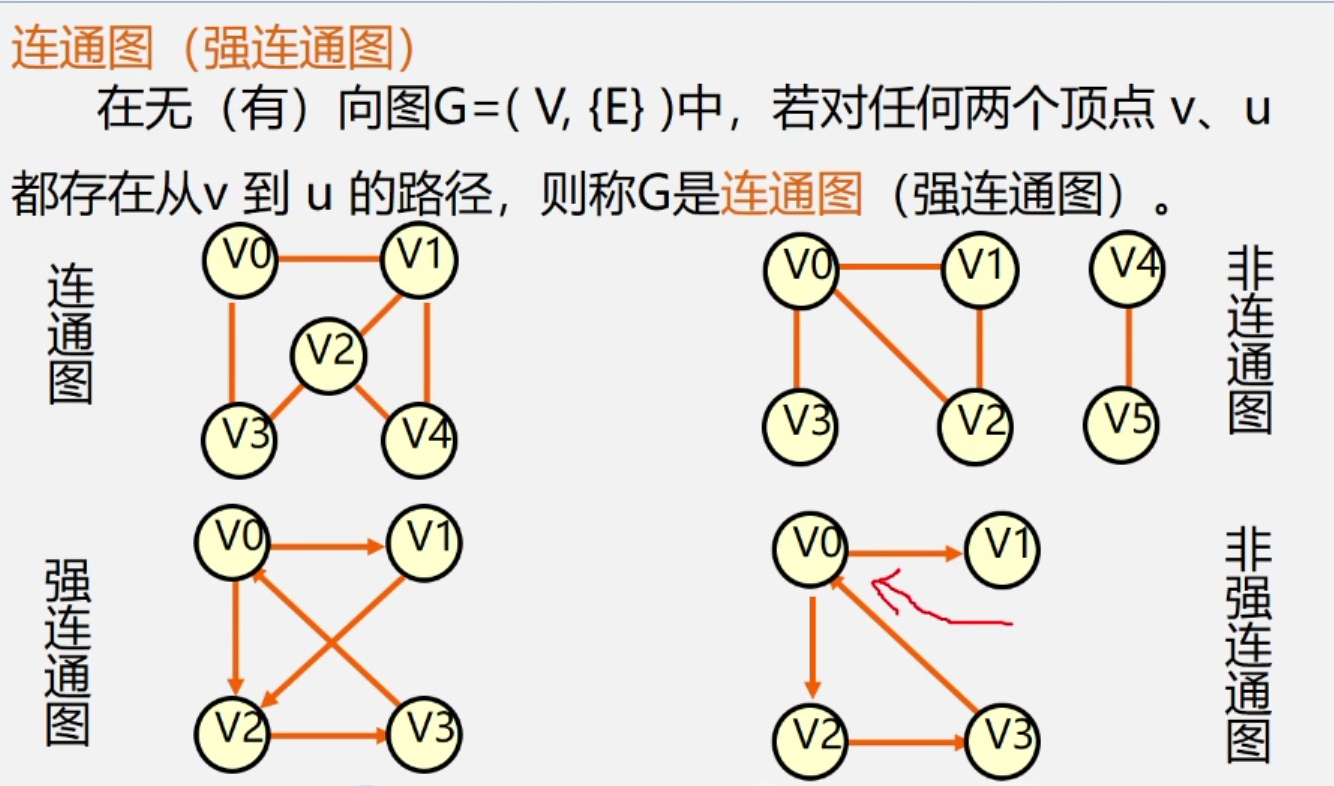 连通图（强连通图）
在无（有）向图G=( V, {E} )中，若对任何两个顶点 v、u
都存在从v 到 u 的路径，则称G是连通图（强连通图）。
连通图
V0
V1
V2
V3
V4
V0
V1
V4
V3
V2
V5
非连通图
强连通图
V0
V1
V2
V3
V0
V1
V2
V3
非强连通图